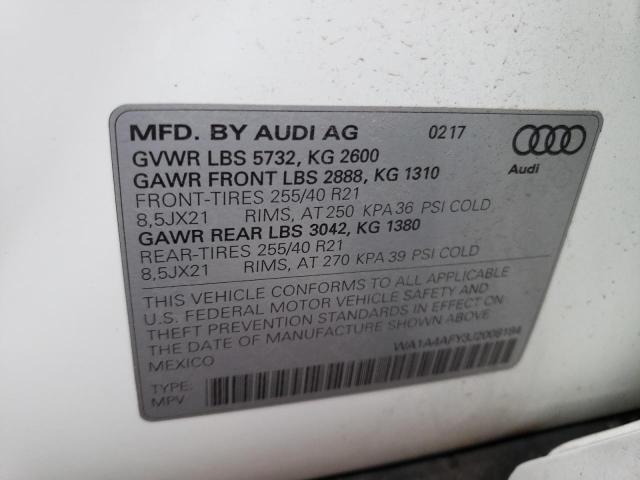 MFD. BY AUDI AG 0217
GVWR LBS 5732, KG 2600
GAWR FRONT LBS 2888, KG 1310
FRONT-TIRES 255/40 R21
8,5JX21 RIMS, AT 250 KPA 36 PSI COLD
GAWR REAR LBS 3042, KG 1380
REAR-TIRES 255/40 R21
8,5JX21 RIMS, AT 270 KPA 39 PSI COLD
Audi
THIS VEHICLE CONFORMS TO ALL APPLICABLE
U.S. FEDERAL MOTOR VEHICLE SAFETY AND
THEFT PREVENTION STANDARDS IN EFFECT ON
THE DATE OF MANUFACTURE SHOWN ABOVE
MEXICO
WA1A4AFY3J2008194
TYPE:
MPV